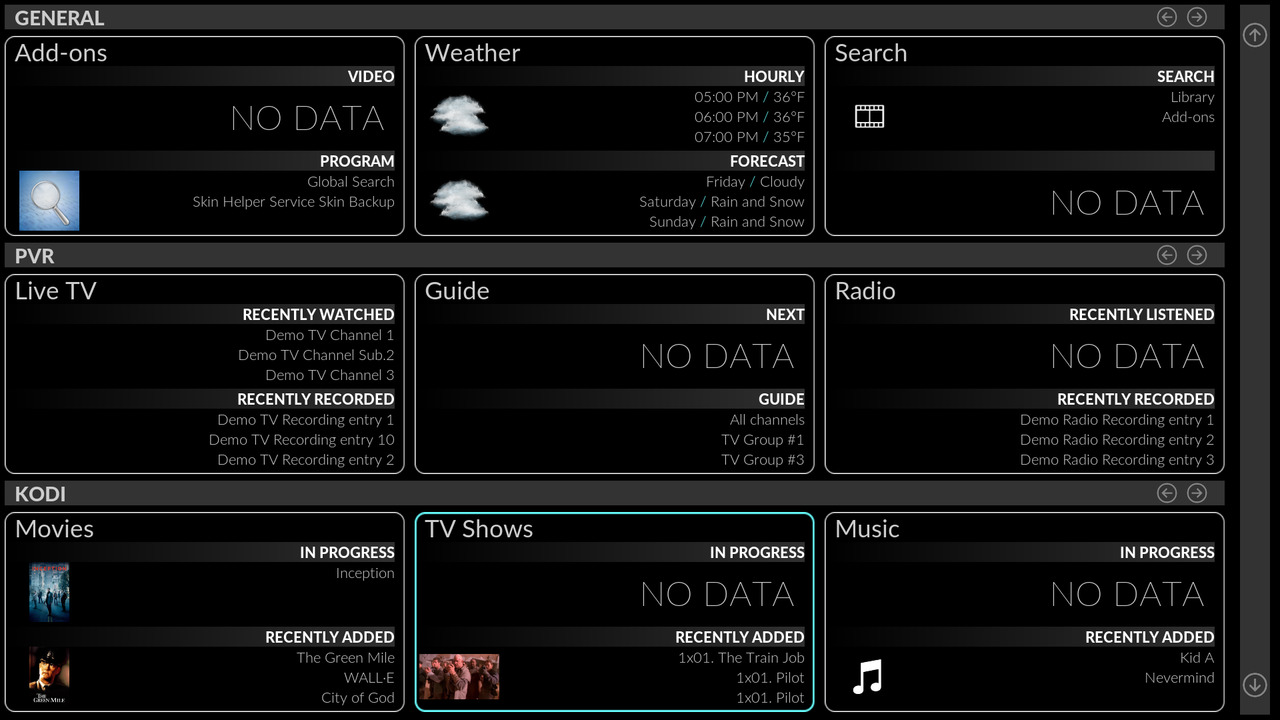 GENERAL
Add-ons
VIDEO
NO DATA
PROGRAM
Global Search
Skin Helper Service Skin Backup
Weather
HOURLY
05:00 PM / 36°F
06:00 PM / 36°F
07:00 PM / 35°F
FORECAST
Friday / Cloudy
Saturday / Rain and Snow
Sunday / Rain and Snow
Search
SEARCH
Library
Add-ons
NO DATA
PVR
Live TV
RECENTLY WATCHED
Demo TV Channel 1
Demo TV Channel Sub.2
Demo TV Channel 3
RECENTLY RECORDED
Demo TV Recording entry 1
Demo TV Recording entry 10
Demo TV Recording entry 2
Guide
NEXT
NO DATA
GUIDE
All channels
TV Group #1
TV Group #3
Radio
RECENTLY LISTENED
NO DATA
RECENTLY RECORDED
Demo Radio Recording entry 1
Demo Radio Recording entry 2
Demo Radio Recording entry 3
KODI
Movies
IN PROGRESS
Inception
RECENTLY ADDED
The Green Mile
WALL·E
City of God
THE
GREEN MILE
TV Shows
IN PROGRESS
NO DATA
RECENTLY ADDED
1x01. The Train Job
1x01. Pilot
1x01. Pilot
Music
IN PROGRESS
NO DATA
RECENTLY ADDED
Kid A
Nevermind